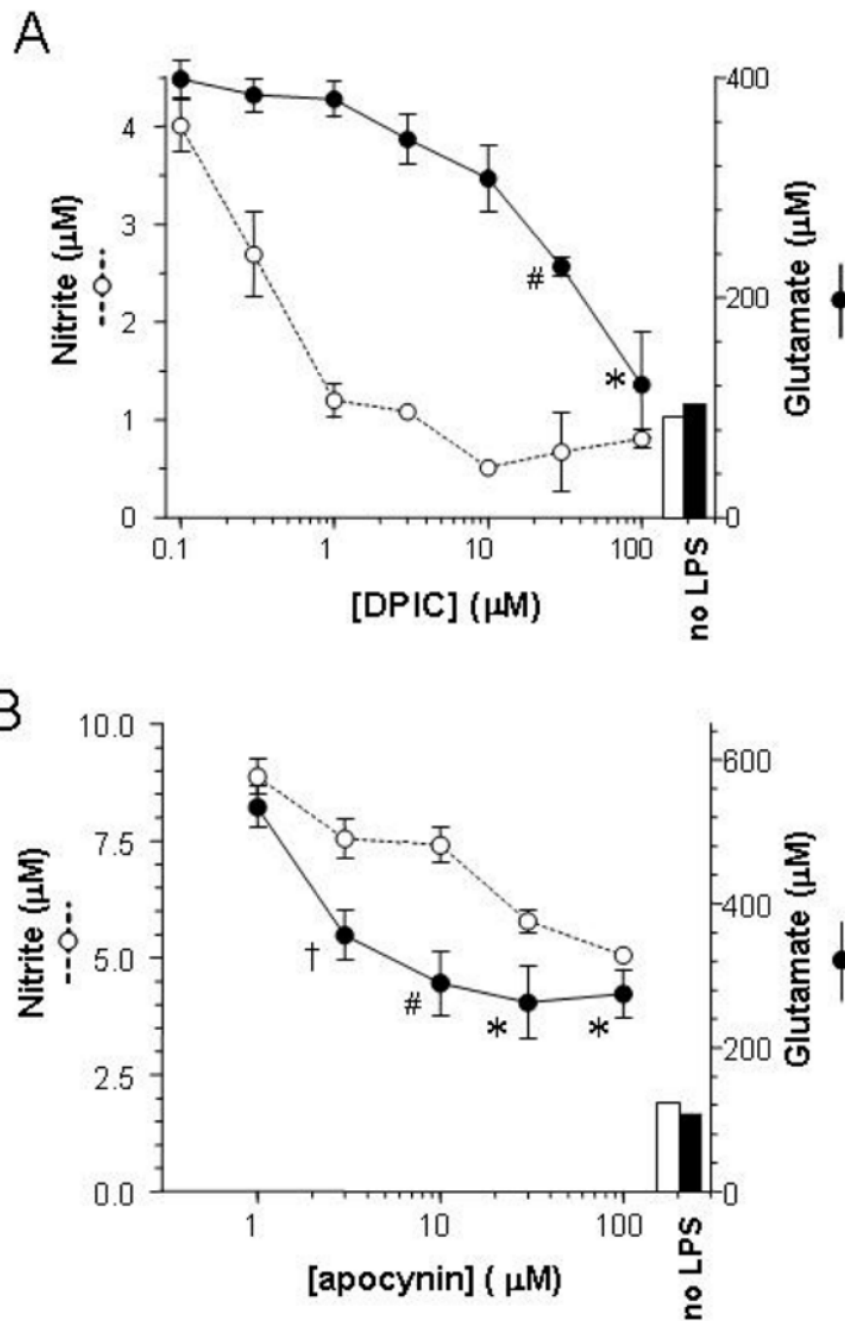 A
Nitrite (µM)
4
3
2
1
0
400
200
0
Glutamate (µM)
#
*
0.1 1 10 100
no LPS
[DPIC] (µM)
B
Nitrite (µM)
10.0
7.5
5.0
2.5
0.0
600
400
200
0
Glutamate (µM)
†
#
* *
1 10 100
no LPS
[apocynin] ( µM)